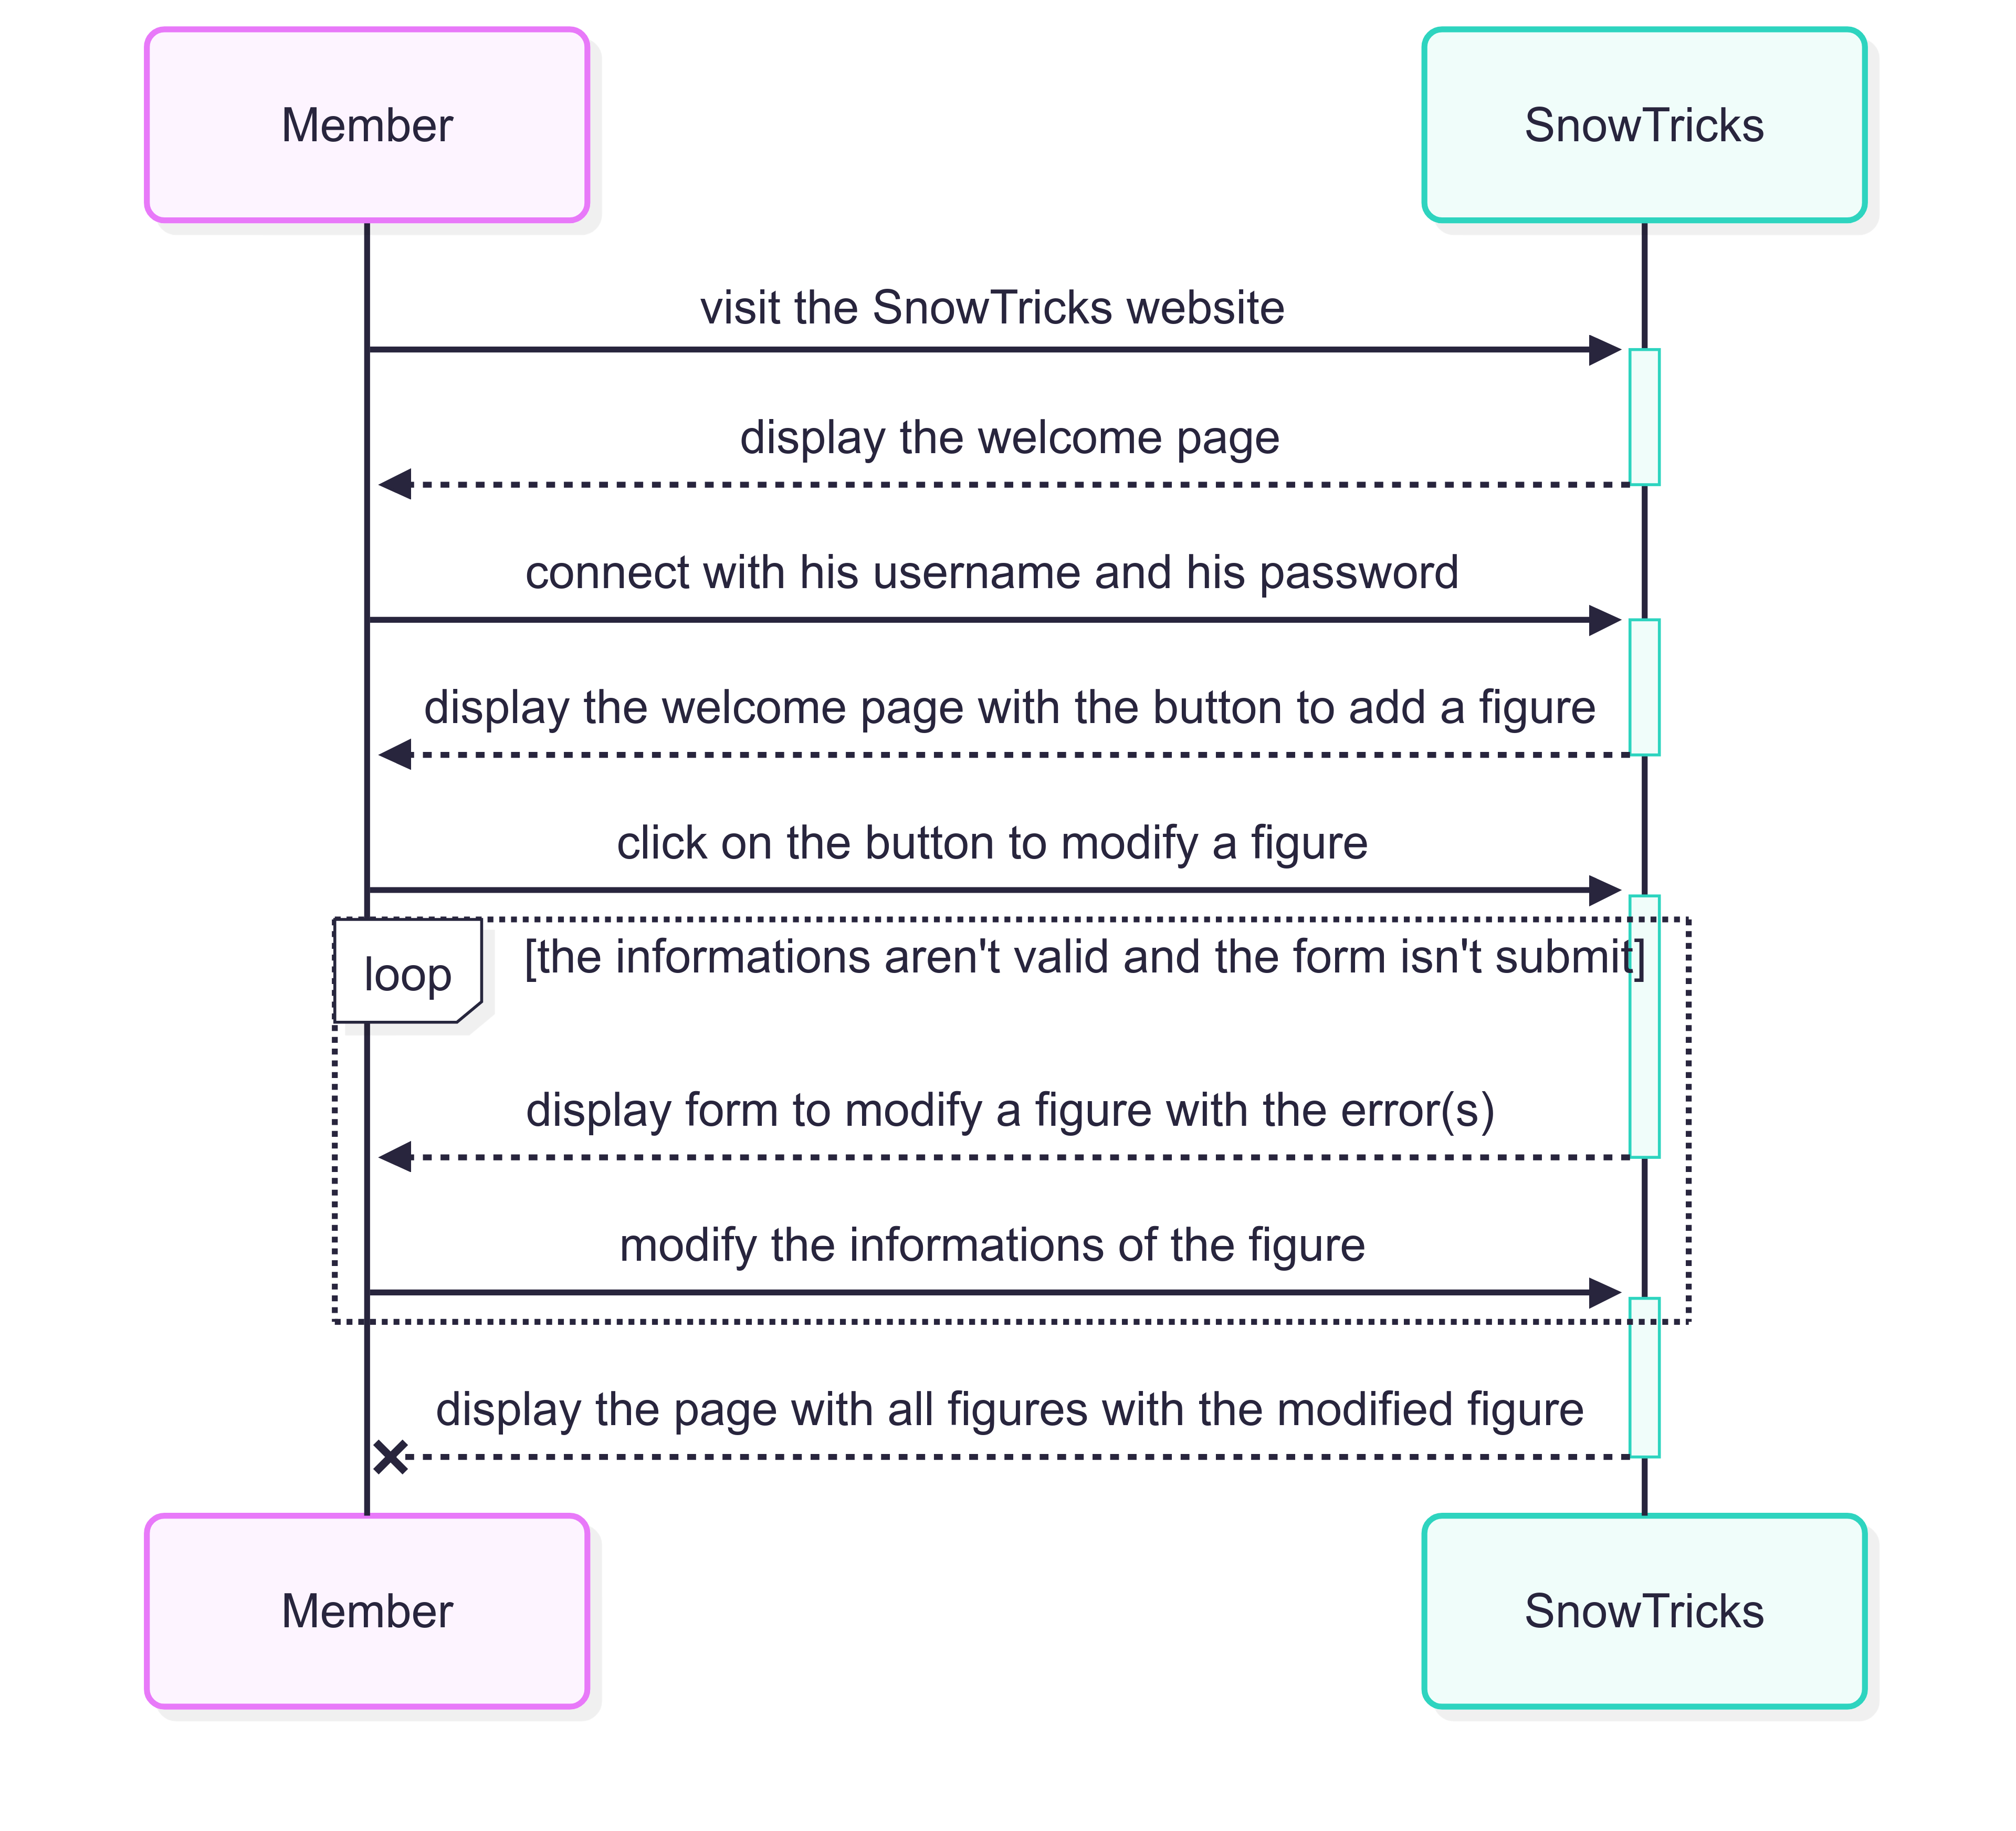 Member
SnowTricks
visit the SnowTricks website
display the welcome page
connect with his username and his password
display the welcome page with the button to add a figure
click on the button to modify a figure
loop
[the informations aren't valid and the form isn't submit]
display form to modify a figure with the error(s)
modify the informations of the figure
display the page with all figures with the modified figure
Member
SnowTricks